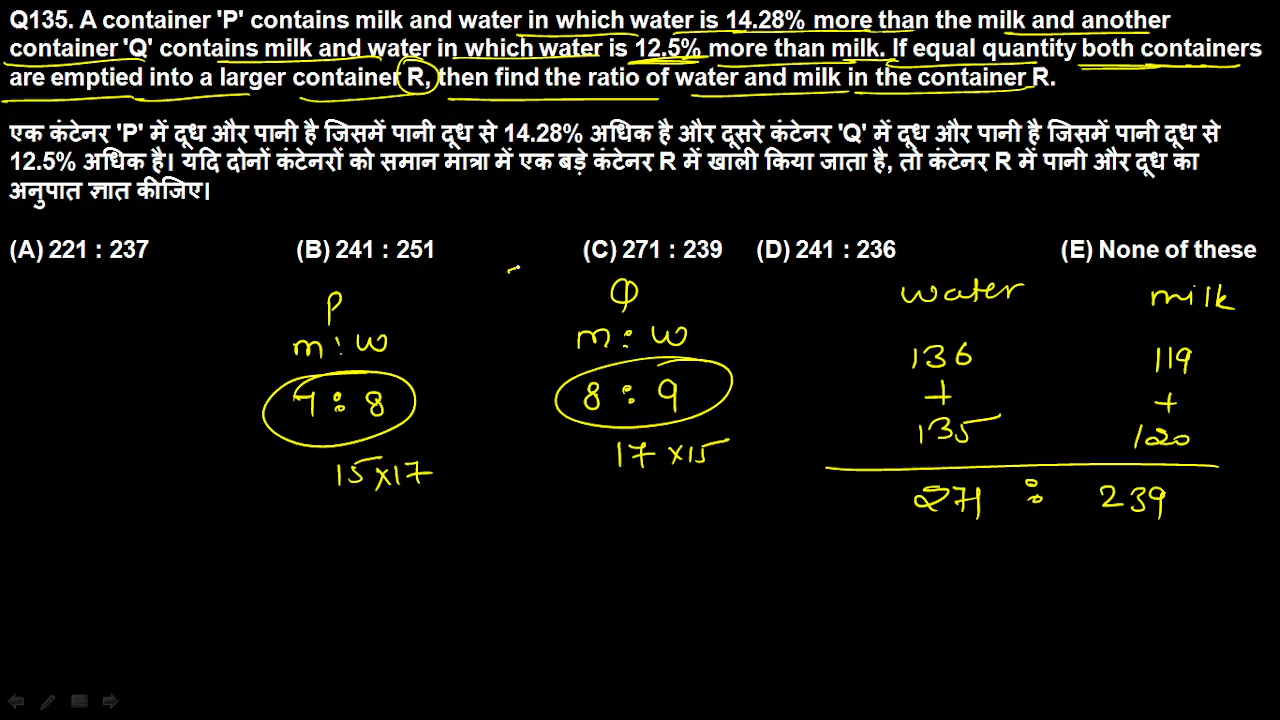 Q135. A container 'P' contains milk and water in which water is 14.28% more than the milk and another
container 'Q' contains milk and water in which water is 12.5% more than milk. If equal quantity both containers
are emptied into a larger container R, then find the ratio of water and milk in the container R.
एक कंटेनर 'P' में दूध और पानी है जिसमें पानी दूध से 14.28% अधिक है और दूसरे कंटेनर 'Q' में दूध और पानी है जिसमें पानी दूध से
12.5% अधिक है। यदि दोनों कंटेनरों को समान मात्रा में एक बड़े कंटेनर R में खाली किया जाता है, तो कंटेनर R में पानी और दूध का
अनुपात ज्ञात कीजिए।
(A) 221 : 237 (B) 241 : 251 (C) 271 : 239 (D) 241 : 236 (E) None of these
P Q water milk
m : w m : w
136 119
7 : 8 8 : 9 + +
135 120
15×17 17×15
271 : 239